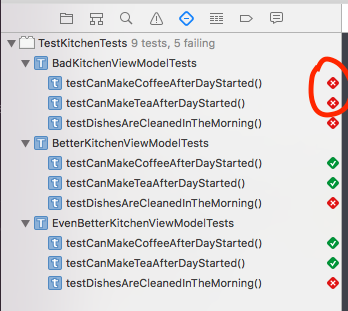 TestKitchenTests 9 tests, 5 failing
T BadKitchenViewModelTests
t testCanMakeCoffeeAfterDayStarted()
t testCanMakeTeaAfterDayStarted()
t testDishesAreCleanedInTheMorning()
T BetterKitchenViewModelTests
t testCanMakeCoffeeAfterDayStarted()
t testCanMakeTeaAfterDayStarted()
t testDishesAreCleanedInTheMorning()
T EvenBetterKitchenViewModelTests
t testCanMakeCoffeeAfterDayStarted()
t testCanMakeTeaAfterDayStarted()
t testDishesAreCleanedInTheMorning()